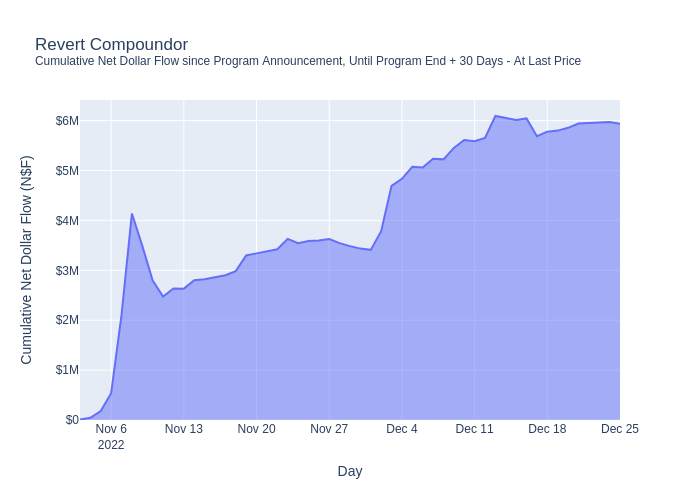 Revert Compoundor
Cumulative Net Dollar Flow since Program Announcement, Until Program End + 30 Days - At Last Price
Cumulative Net Dollar Flow (N$F)
$6M
$5M
$4M
$3M
$2M
$1M
$0
Nov 6 Nov 13 Nov 20 Nov 27 Dec 4 Dec 11 Dec 18 Dec 25
2022
Day